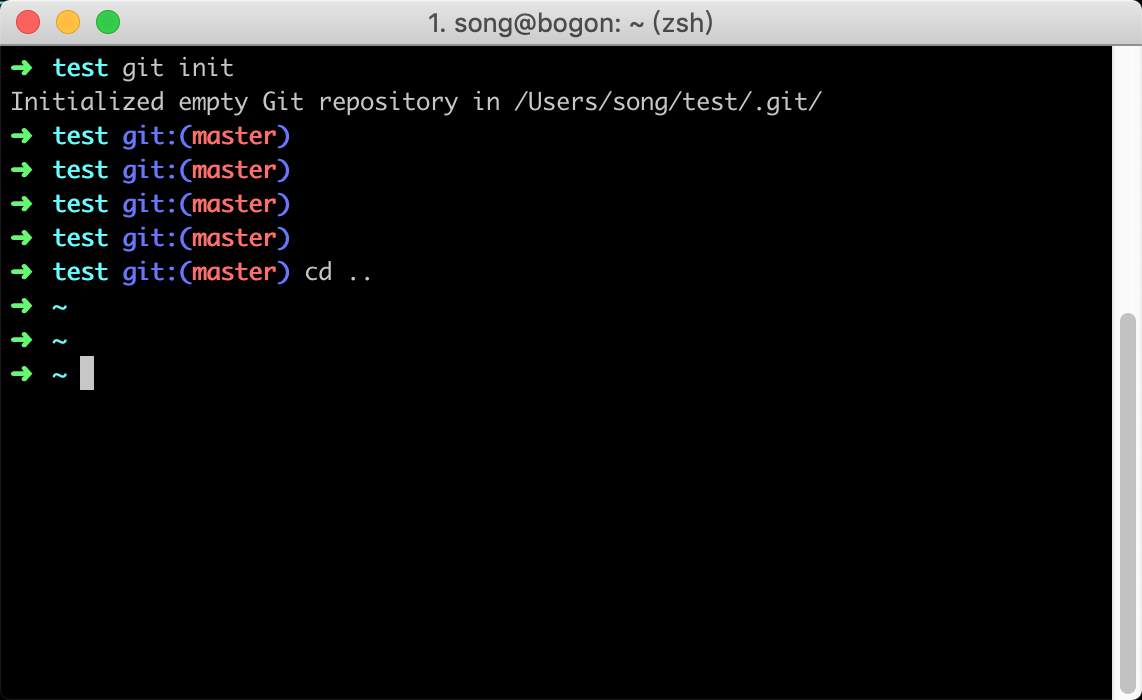 1. song@bogon: ~ (zsh)
➜ test git init
Initialized empty Git repository in /Users/song/test/.git/
➜ test git:(master)
➜ test git:(master)
➜ test git:(master)
➜ test git:(master)
➜ test git:(master) cd ..
➜ ~
➜ ~
➜ ~